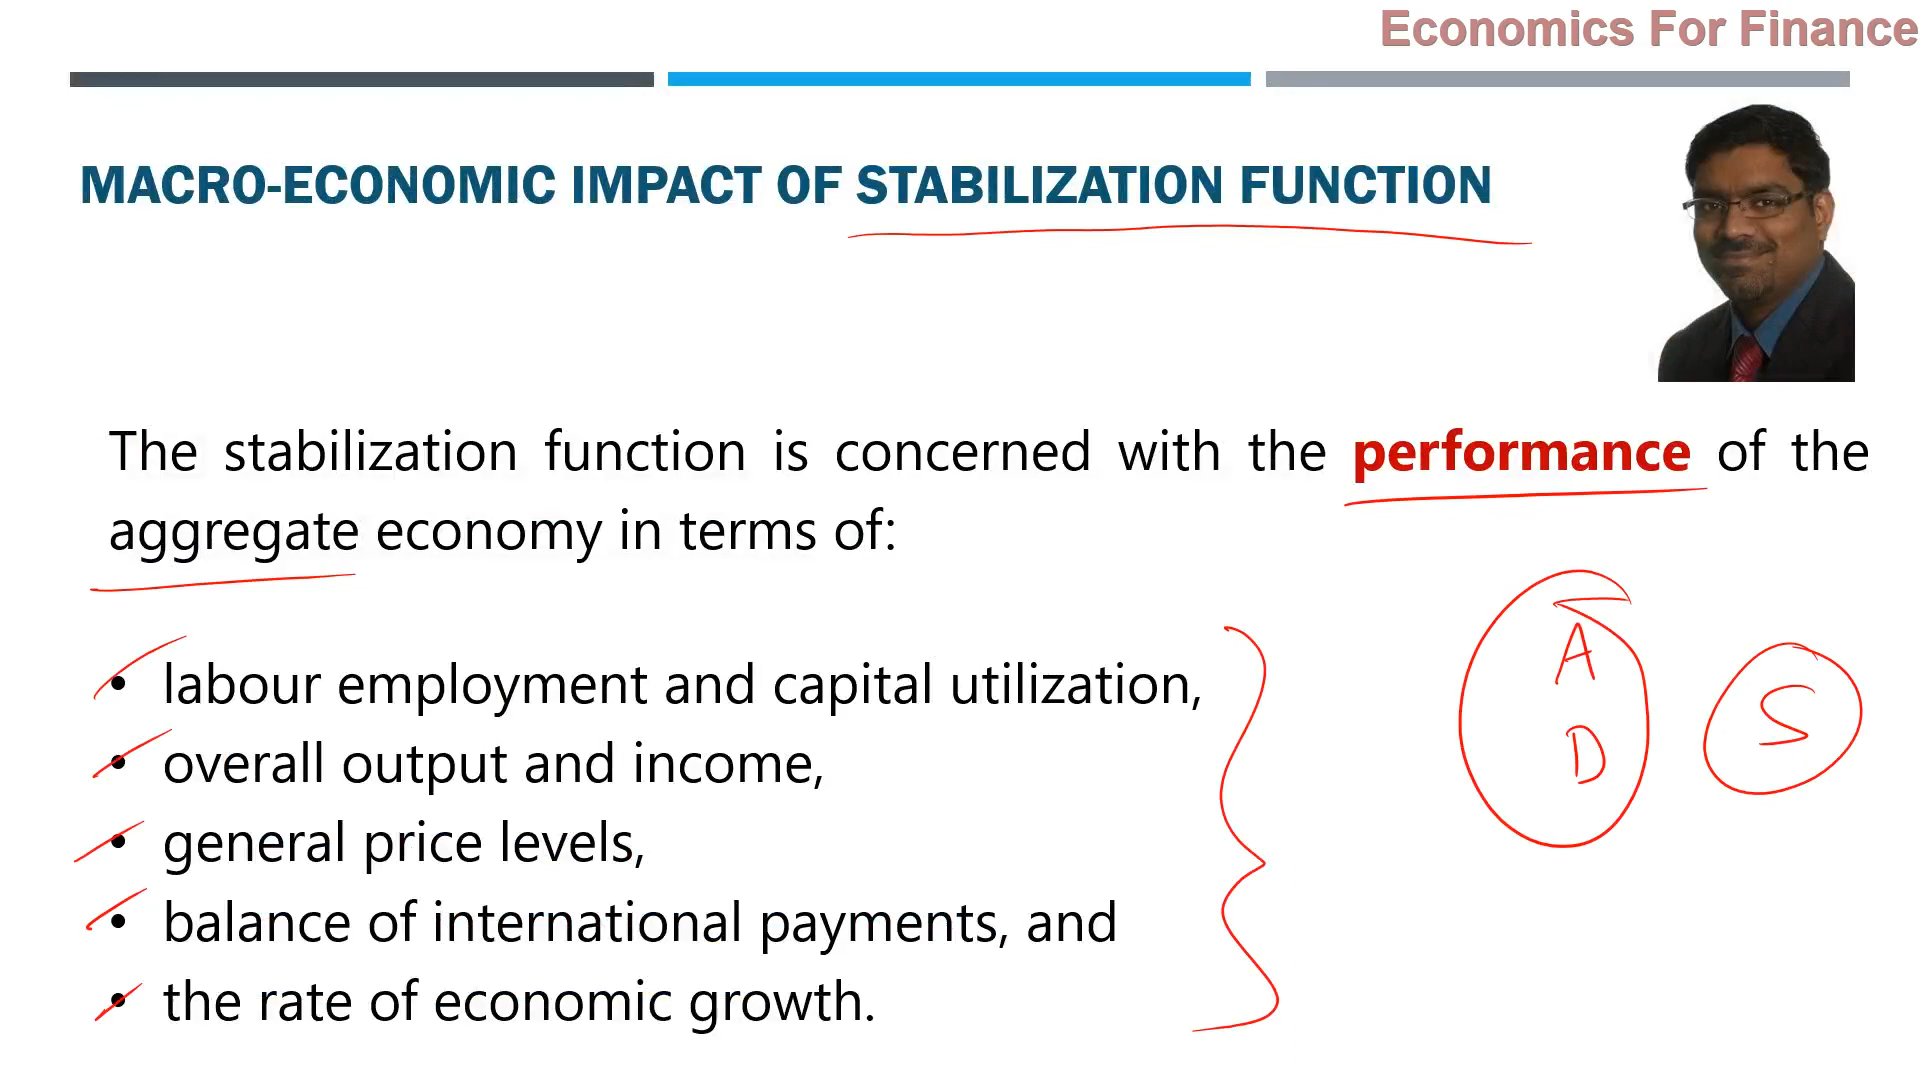 Economics For Finance
MACRO-ECONOMIC IMPACT OF STABILIZATION FUNCTION
The stabilization function is concerned with the performance of the
aggregate economy in terms of:
• labour employment and capital utilization,
• overall output and income,
• general price levels,
• balance of international payments, and
• the rate of economic growth.
A
D
S